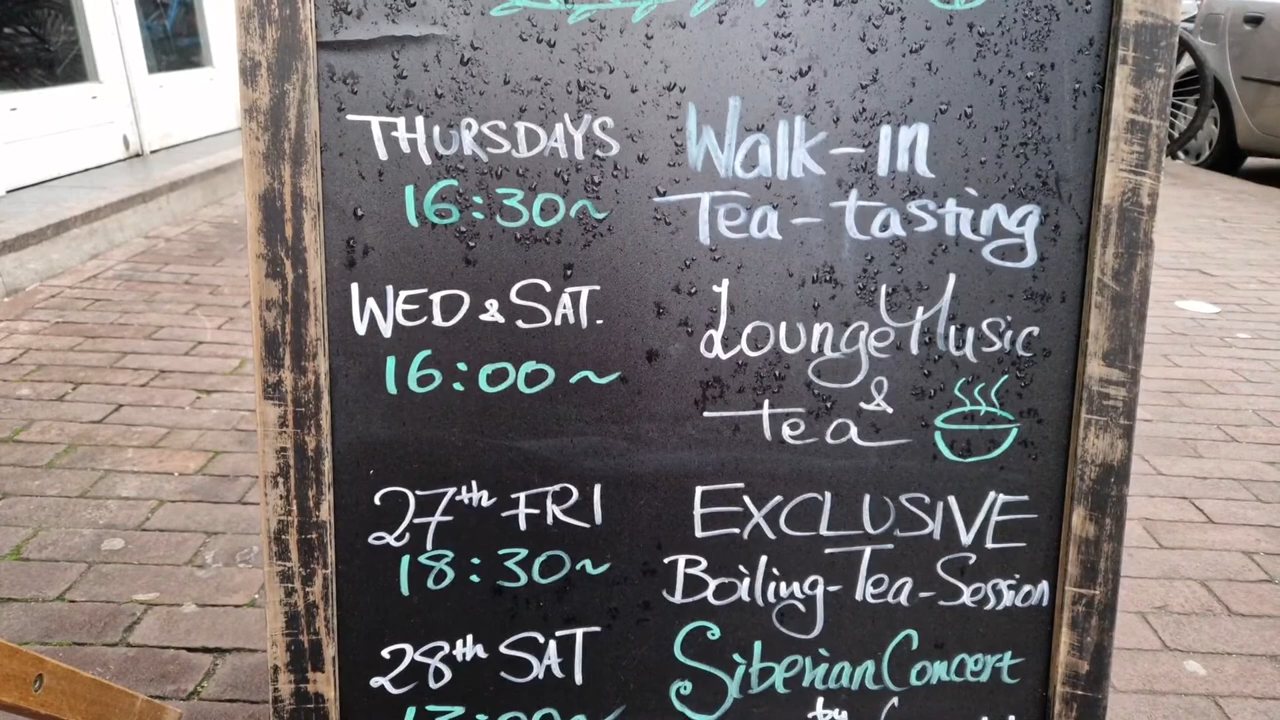 THURSDAYS Walk-in
16:30~ Tea-tasting
WED & SAT. Lounge Music
16:00~ &
Tea
27th FRI EXCLUSIVE
18:30~ Boiling-Tea-Session
28th SAT Siberian Concert
by